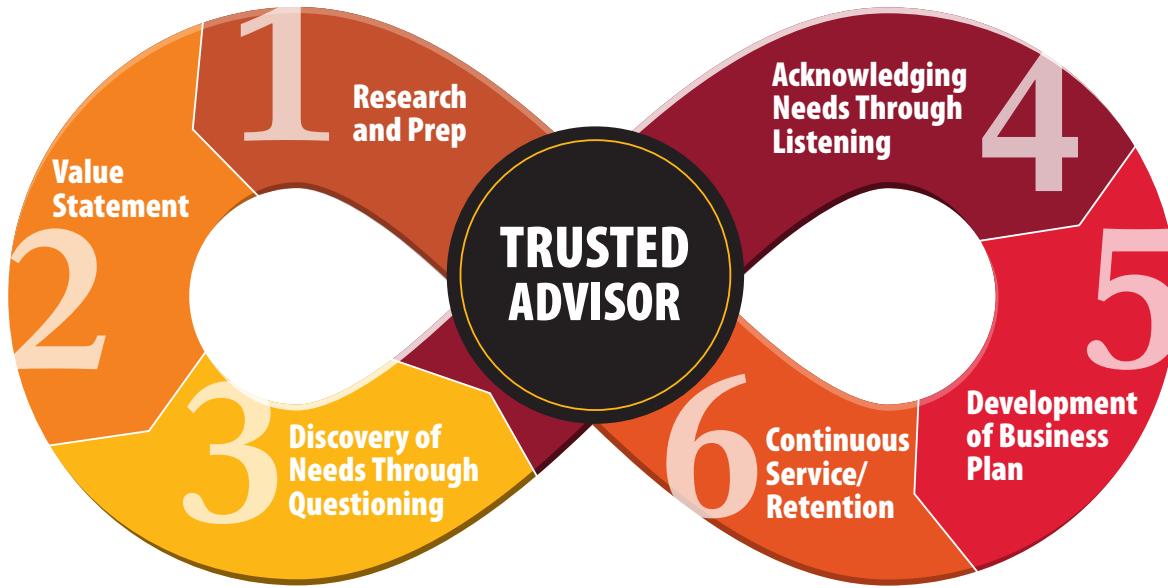 TRUSTED
ADVISOR
1
Research
and Prep
2
Value
Statement
3
Discovery of
Needs Through
Questioning
4
Acknowledging
Needs Through
Listening
5
Development
of Business
Plan
6
Continuous
Service/
Retention